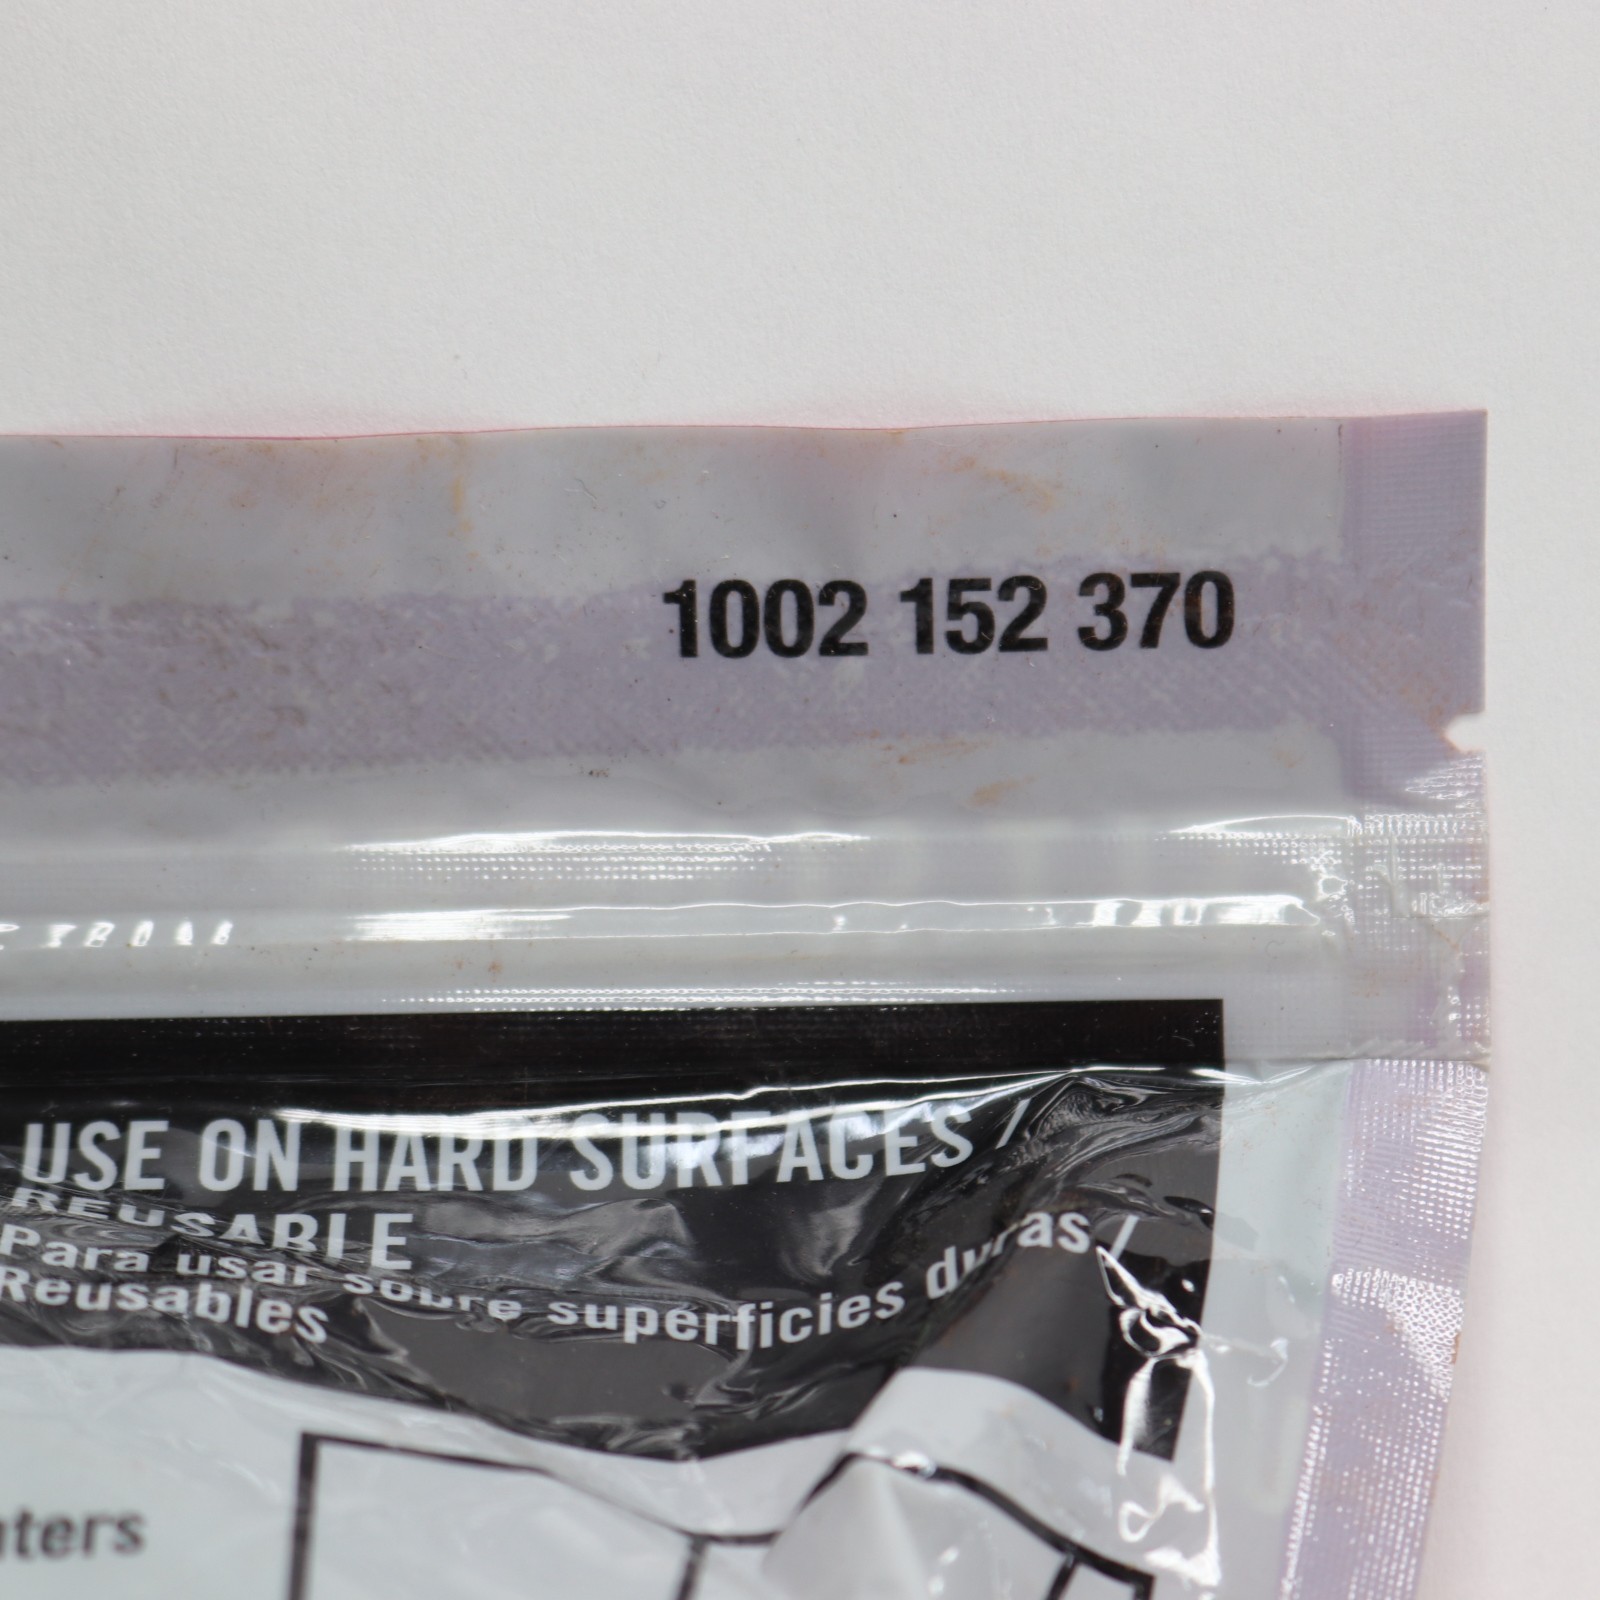 1002 152 370
USE ON HARD SURFACES /
REUSABLE
Para usar sobre superficies duras /
Reusables